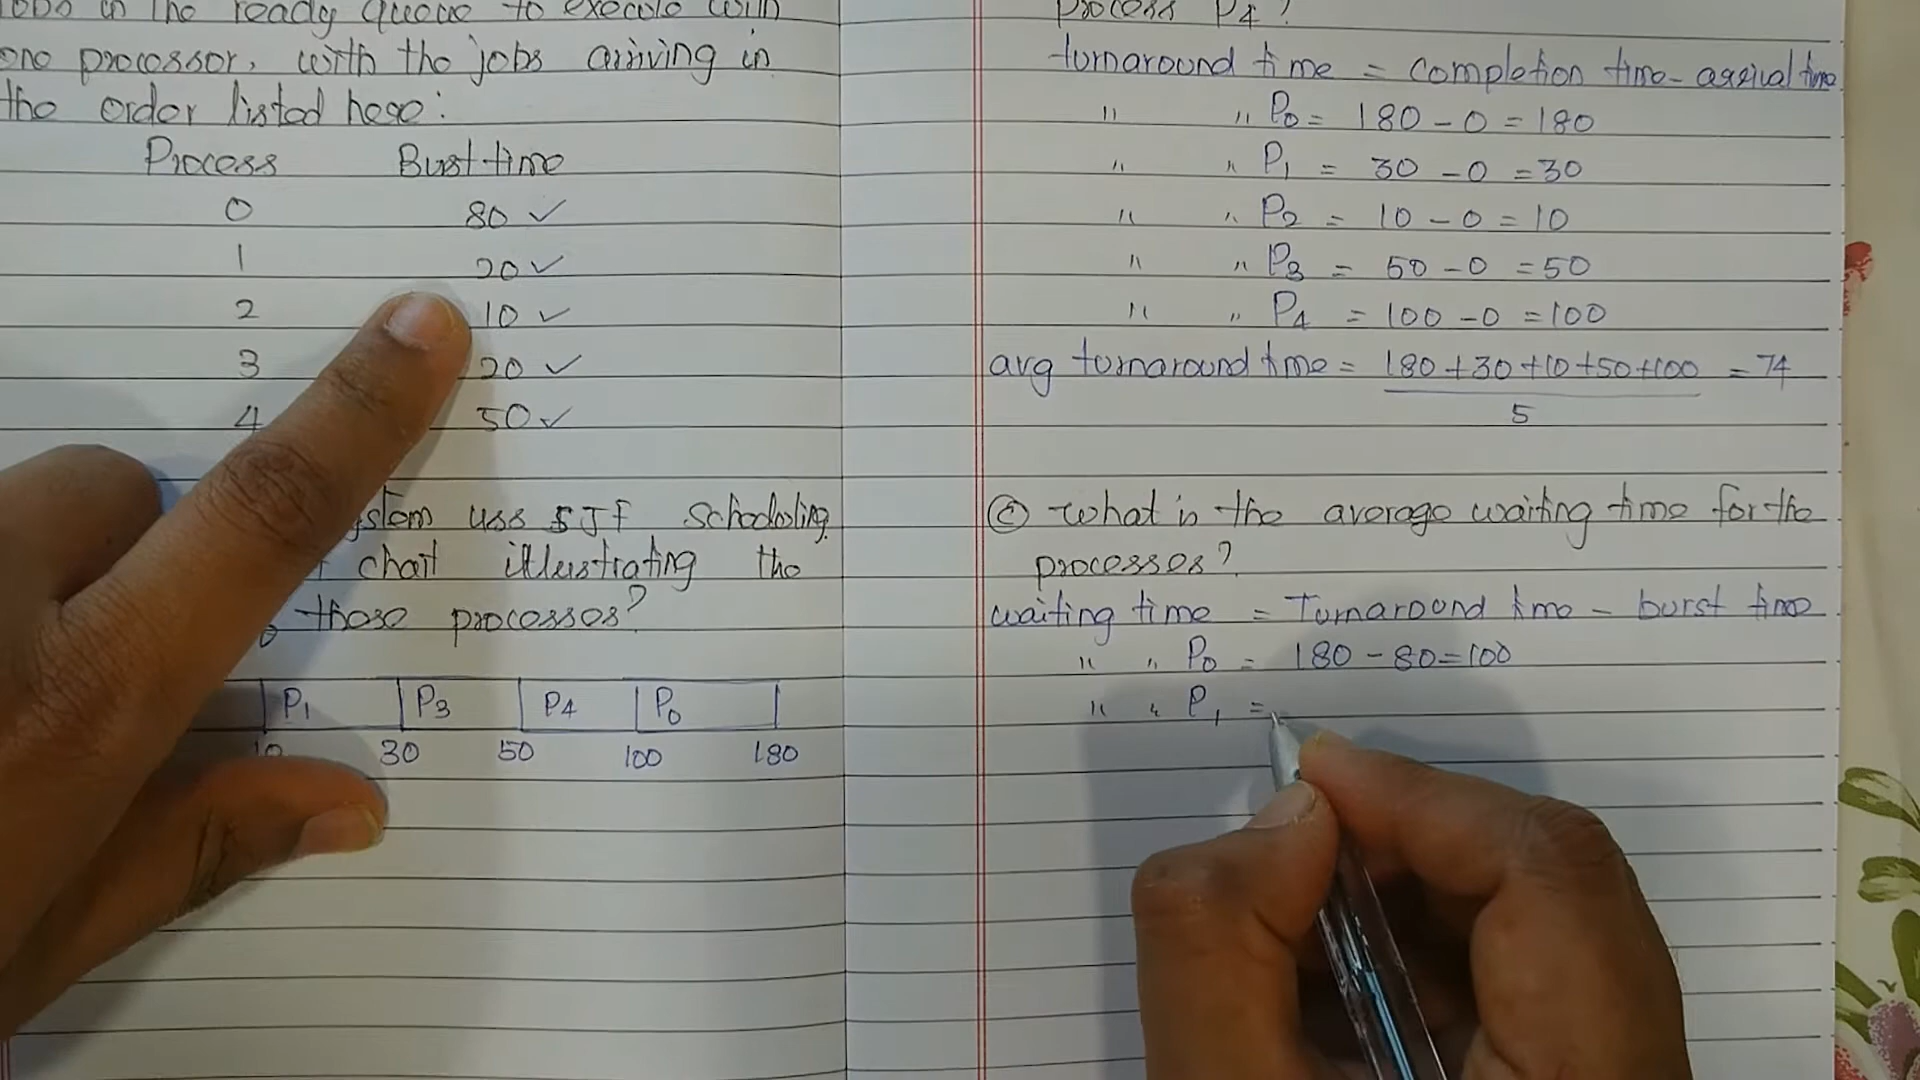 Jobs in the ready queue to execute with
one processor, with the jobs arriving in
the order listed here:
Process Burst time
0 80 ✓
1 20 ✓
2 10 ✓
3 20 ✓
4 50 ✓
use SJF Scheduling.
chart illustrating the
these processes?
P1 P3 P4 P0
10 30 50 100 180
process P4?
turnaround time = completion time - arrival time
" " P0 = 180 - 0 = 180
" " P1 = 30 - 0 = 30
" " P2 = 10 - 0 = 10
" " P3 = 50 - 0 = 50
" " P4 = 100 - 0 = 100
avg turnaround time = 180+30+10+50+100 = 74
5
c What is the average waiting time for the
processes?
waiting time = Turnaround time - burst time
" " P0 = 180 - 80 = 100
" " P1 =